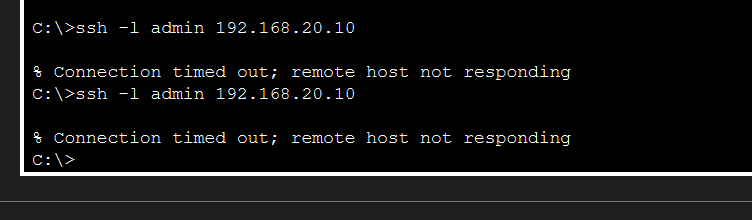 C:\>ssh -l admin 192.168.20.10
% Connection timed out; remote host not responding
C:\>ssh -l admin 192.168.20.10
% Connection timed out; remote host not responding
C:\>